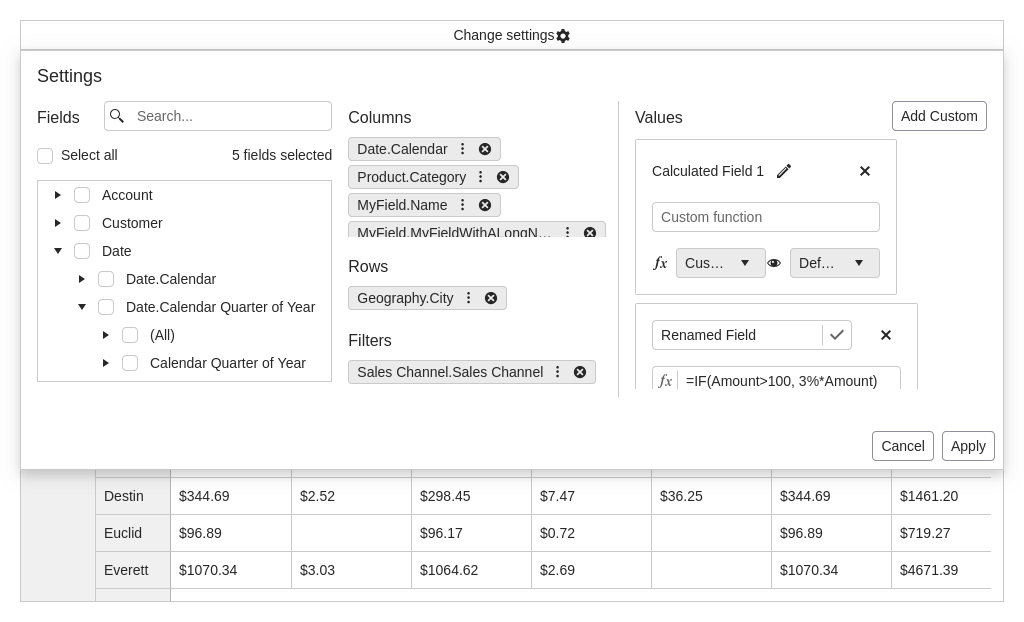 Change settings
Settings
Fields
Search...
Select all
5 fields selected
Account
Customer
Date
Date.Calendar
Date.Calendar Quarter of Year
(All)
Calendar Quarter of Year
Columns
Date.Calendar
Product.Category
MyField.Name
MyField.MyFieldWithALongN...
Rows
Geography.City
Filters
Sales Channel.Sales Channel
Values
Add Custom
Calculated Field 1
Custom function
fx Cus... Def...
Renamed Field
fx =IF(Amount>100, 3%*Amount)
Cancel Apply
Destin $344.69 $2.52 $298.45 $7.47 $36.25 $344.69 $1461.20
Euclid $96.89 $96.17 $0.72 $96.89 $719.27
Everett $1070.34 $3.03 $1064.62 $2.69 $1070.34 $4671.39